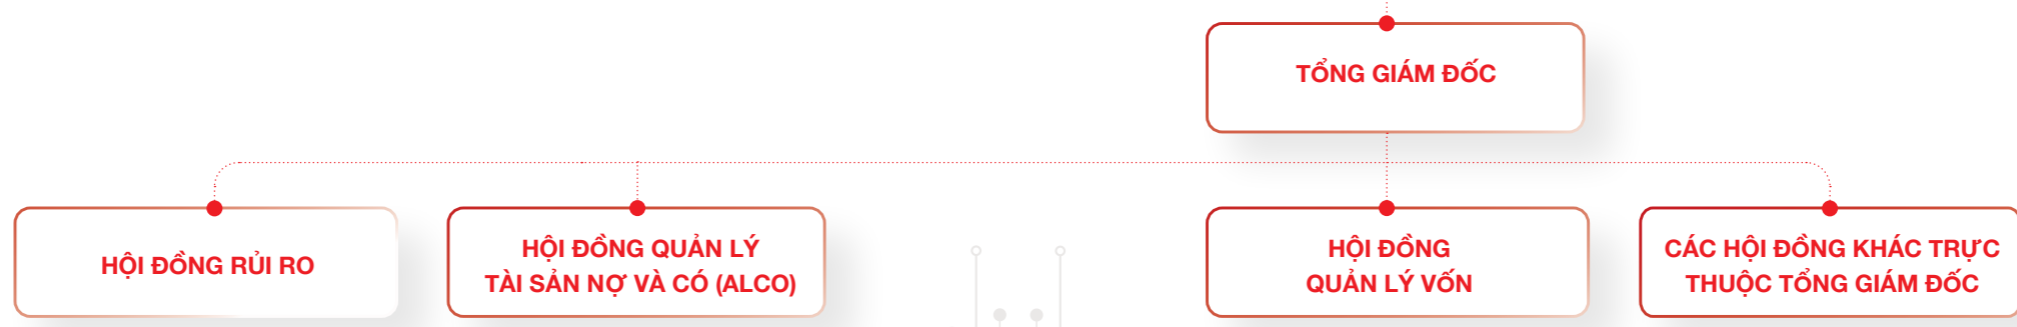 TỔNG GIÁM ĐỐC
HỘI ĐỒNG RỦI RO
HỘI ĐỒNG QUẢN LÝ
TÀI SẢN NỢ VÀ CÓ (ALCO)
HỘI ĐỒNG
QUẢN LÝ VỐN
CÁC HỘI ĐỒNG KHÁC TRỰC
THUỘC TỔNG GIÁM ĐỐC